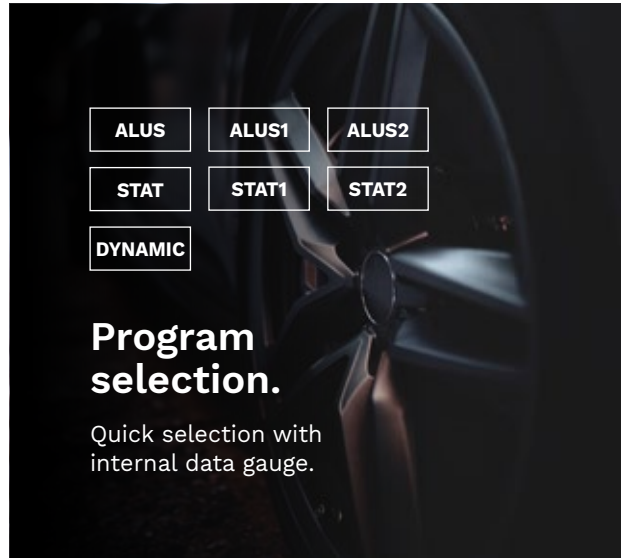 ALUS ALUS1 ALUS2
STAT STAT1 STAT2
DYNAMIC
Program
selection.
Quick selection with
internal data gauge.